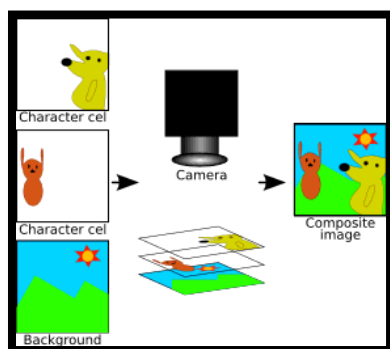 Character cel
Character cel
Background
Camera
Composite
image